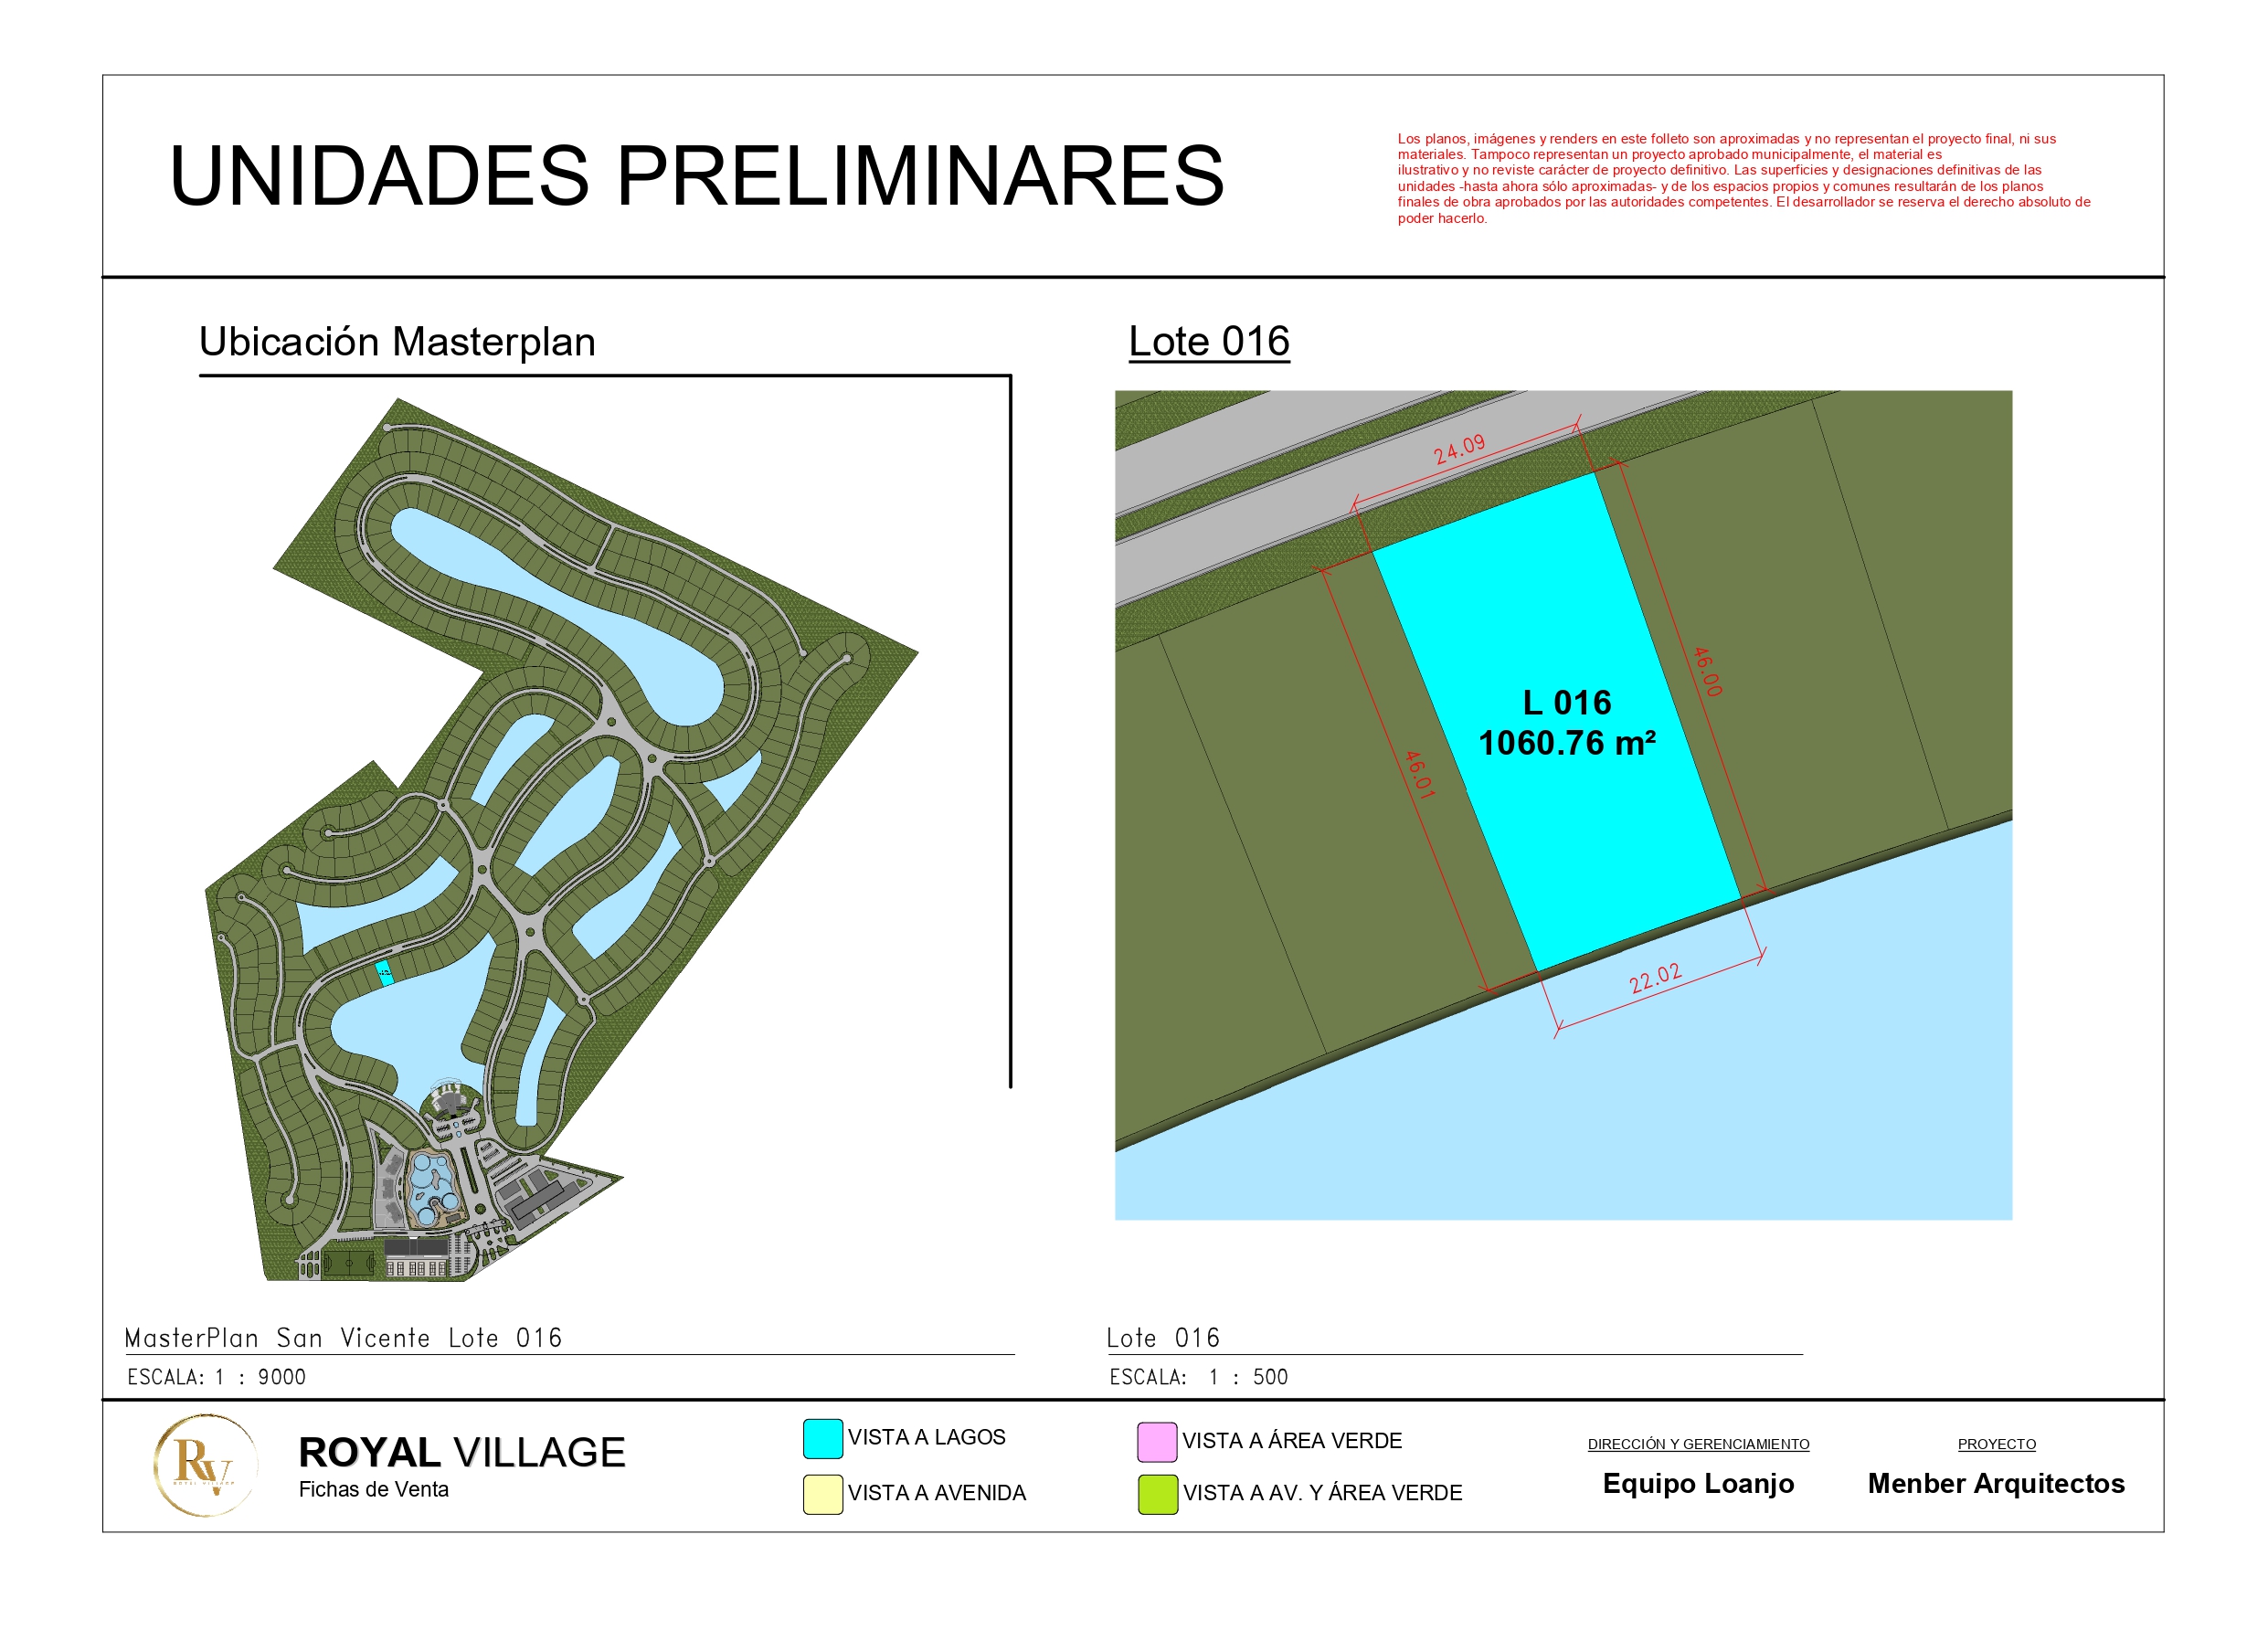 UNIDADES PRELIMINARES
Los planos, imágenes y renders en este folleto son aproximadas y no representan el proyecto final, ni sus
materiales. Tampoco representan un proyecto aprobado municipalmente, el material es
ilustrativo y no reviste carácter de proyecto definitivo. Las superficies y designaciones definitivas de las
unidades -hasta ahora sólo aproximadas- y de los espacios propios y comunes resultarán de los planos
finales de obra aprobados por las autoridades competentes. El desarrollador se reserva el derecho absoluto de
poder hacerlo.
Ubicación Masterplan
Lote 016
24.09
46.00
L 016
1060.76 m²
46.01
22.02
MasterPlan San Vicente Lote 016
ESCALA: 1 : 9000
Lote 016
ESCALA: 1 : 500
RV
ROYAL VILLAGE
ROYAL VILLAGE
Fichas de Venta
VISTA A LAGOS
VISTA A AVENIDA
VISTA A ÁREA VERDE
VISTA A AV. Y ÁREA VERDE
DIRECCIÓN Y GERENCIAMIENTO
Equipo Loanjo
PROYECTO
Menber Arquitectos